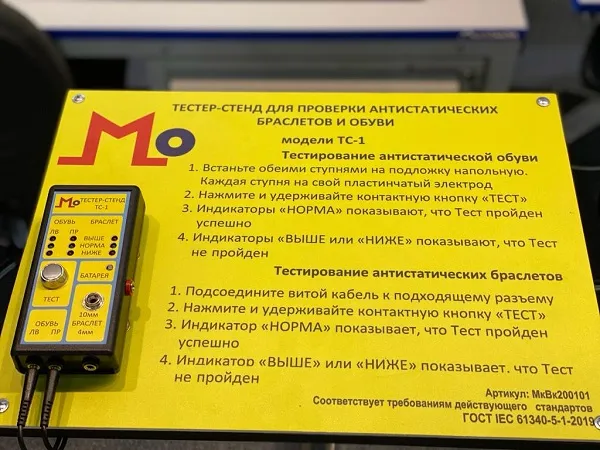 ТЕСТЕР-СТЕНД ДЛЯ ПРОВЕРКИ АНТИСТАТИЧЕСКИХ
БРАСЛЕТОВ И ОБУВИ
модели ТС-1
Мо
Тестирование антистатической обуви
1. Встаньте обеими ступнями на подложку напольную.
Каждая ступня на свой пластинчатый электрод
2. Нажмите и удерживайте контактную кнопку «ТЕСТ»
3. Индикаторы «НОРМА» показывают, что Тест пройден
успешно
4. Индикаторы «ВЫШЕ или «НИЖЕ» показывают, что Тест
не пройден
Тестирование антистатических браслетов
1. Подсоедините витой кабель к подходящему разъему
2. Нажмите и удерживайте контактную кнопку «ТЕСТ»
3. Индикатор «НОРМА» показывает, что Тест пройден
успешно
4. Индикатор «ВЫШЕ» или «НИЖЕ» показывает, что Тест
не пройден
Артикул: МкВк200101
Соответствует требованиям действующего стандартов
ГОСТ IEC 61340-5-1-2019
Мо ТЕСТЕР-СТЕНД
ТС-1
ОБУВЬ БРАСЛЕТ
ЛВ ПР
ВЫШЕ
НОРМА
НИЖЕ
БАТАРЕЯ
ТЕСТ
10мм
ОБУВЬ БРАСЛЕТ
ЛВ ПР 4мм